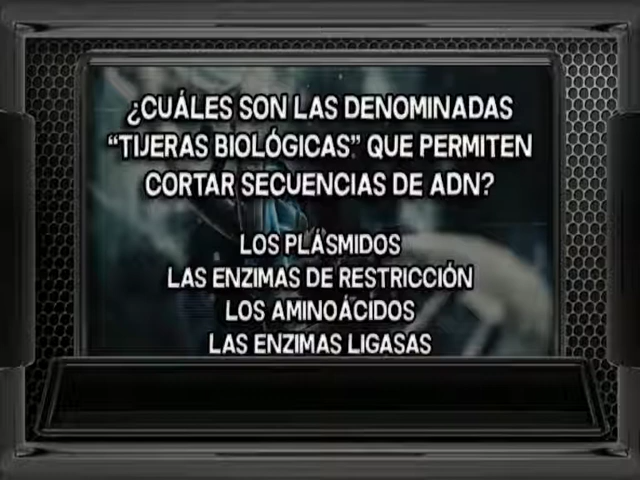 ¿CUÁLES SON LAS DENOMINADAS
“TIJERAS BIOLÓGICAS” QUE PERMITEN
CORTAR SECUENCIAS DE ADN?
LOS PLÁSMIDOS
LAS ENZIMAS DE RESTRICCIÓN
LOS AMINOÁCIDOS
LAS ENZIMAS LIGASAS